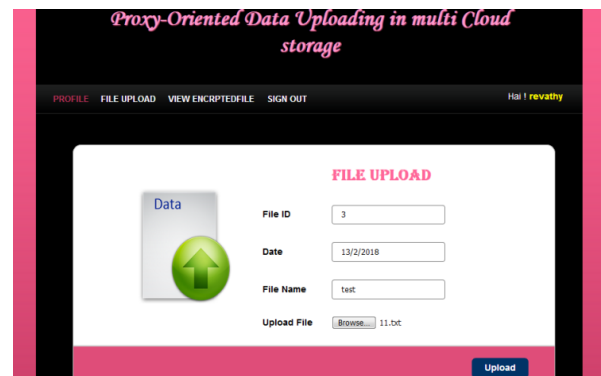 Proxy-Oriented Data Uploading in multi Cloud
storage
PROFILE FILE UPLOAD VIEW ENCRPTEDFILE SIGN OUT Hai ! revathy
FILE UPLOAD
Data
File ID 3
Date 13/2/2018
File Name test
Upload File Browse... 11.txt
Upload